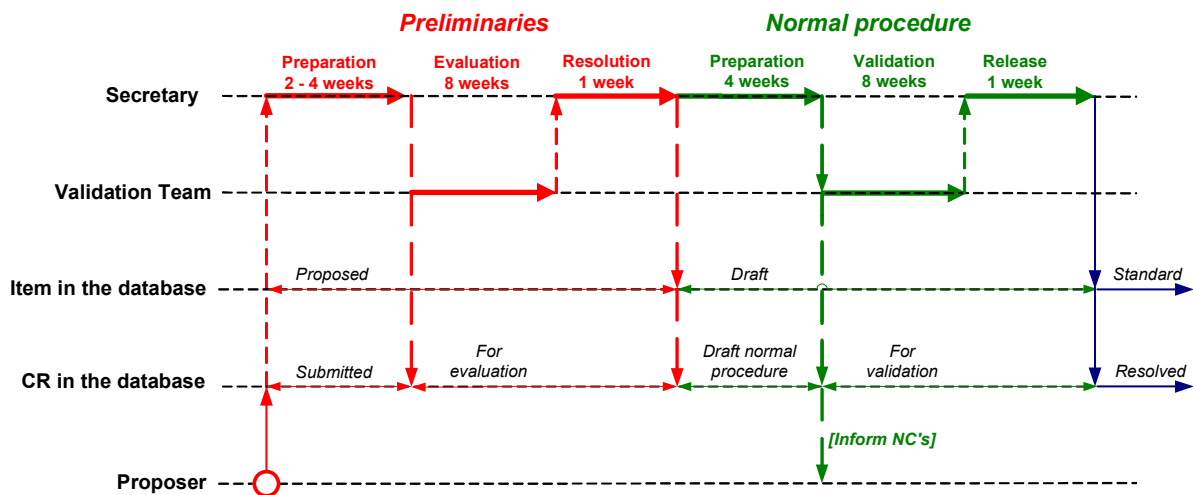 Preliminaries
Normal procedure
Preparation
2 - 4 weeks
Evaluation
8 weeks
Resolution
1 week
Preparation
4 weeks
Validation
8 weeks
Release
1 week
Secretary
Validation Team
Item in the database
Proposed
Draft
Standard
CR in the database
Submitted
For
evaluation
Draft normal
procedure
For
validation
Resolved
[Inform NC's]
Proposer